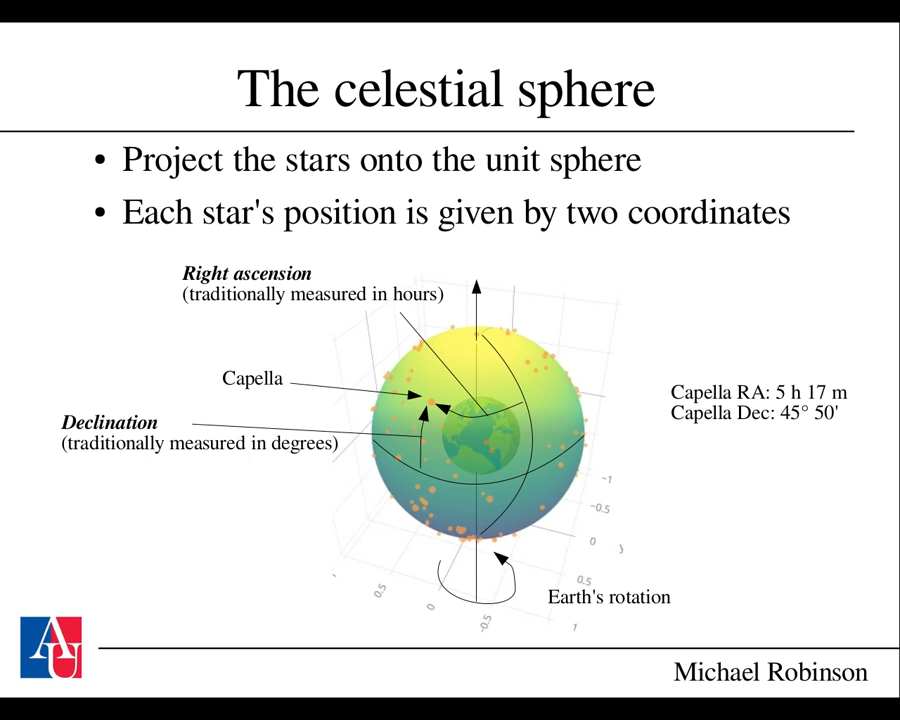 The celestial sphere
• Project the stars onto the unit sphere
• Each star's position is given by two coordinates
Right ascension
(traditionally measured in hours)
Capella
Declination
(traditionally measured in degrees)
Capella RA: 5 h 17 m
Capella Dec: 45° 50'
−1
−0.5
0
y
0.5
1
0.5
0
−0.5
Earth's rotation
AU
Michael Robinson